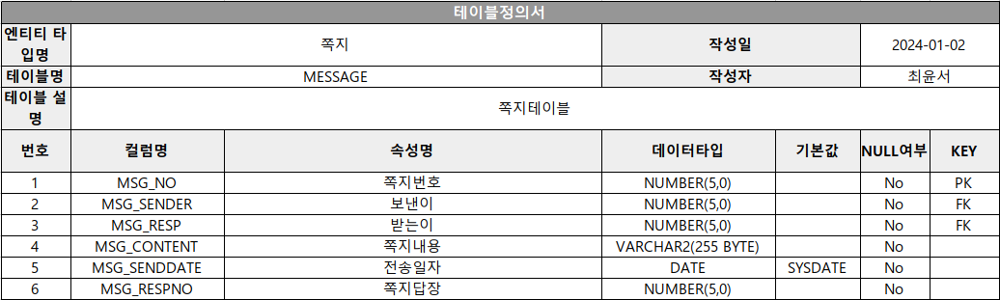 테이블정의서
엔티티 타
입명
쪽지
작성일
2024-01-02
테이블명
MESSAGE
작성자
최윤서
테이블 설
명
쪽지테이블
번호 컬럼명 속성명 데이터타입 기본값 NULL여부 KEY
1 MSG_NO 쪽지번호 NUMBER(5,0) No PK
2 MSG_SENDER 보낸이 NUMBER(5,0) No FK
3 MSG_RESP 받는이 NUMBER(5,0) No FK
4 MSG_CONTENT 쪽지내용 VARCHAR2(255 BYTE) No
5 MSG_SENDDATE 전송일자 DATE SYSDATE No
6 MSG_RESPNO 쪽지답장 NUMBER(5,0) No